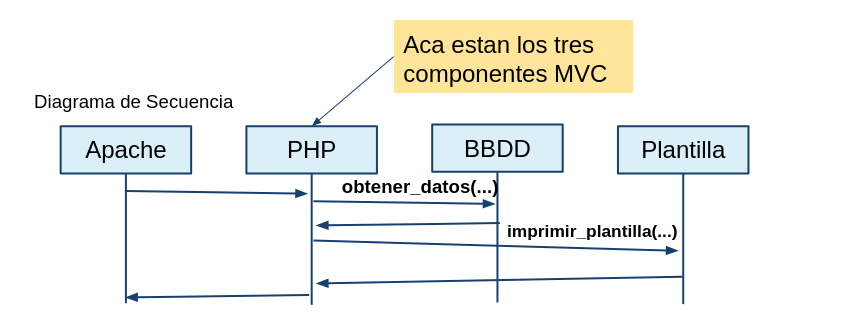 Aca estan los tres
componentes MVC
Diagrama de Secuencia
Apache
PHP
BBDD
Plantilla
obtener_datos(...)
imprimir_plantilla(...)